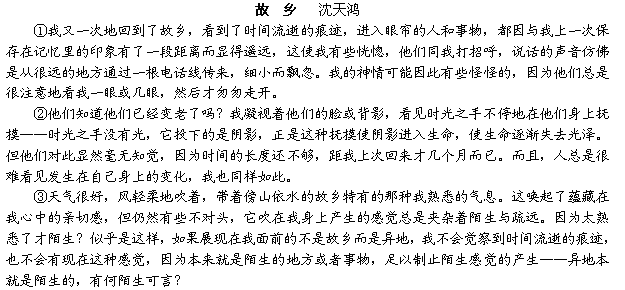 故 乡 沈天鸿
①我又一次地回到了故乡，看到了时间流逝的痕迹，进入眼帘的人和事物，都因与我上一次保
存在记忆里的印象有了一段距离而显得遥远，这使我有些恍惚，他们同我打招呼，说话的声音仿佛
是从很远的地方通过一根电话线传来，细小而飘忽。我的神情可能因此有些怪怪的，因为他们总是
很注意地看我一眼或几眼，然后才匆匆走开。
②他们知道他们已经变老了吗？我凝视着他们的脸或背影，看见时光之手不停地在他们身上抚
摸——时光之手没有光，它投下的是阴影，正是这种抚摸使阴影进入生命，使生命逐渐失去光泽。
但他们对此显然毫无知觉，因为时间的长度还不够，距我上次回来才几个月而已。而且，人总是很
难看见发生在自己身上的变化，我也同样如此。
③天气很好，风轻柔地吹着，带着傍山依水的故乡特有的那种我熟悉的气息。这唤起了蕴藏在
我心中的亲切感，但仍然有些不对头，它吹在我身上产生的感觉总是夹杂着陌生与疏远。因为太熟
悉了才陌生？似乎是这样，如果展现在我面前的不是故乡而是异地，我不会觉察到时间流逝的痕迹，
也不会有现在这种感觉，因为本来就是陌生的地方或者事物，足以制止陌生感觉的产生——异地本
就是陌生的，有何陌生可言？